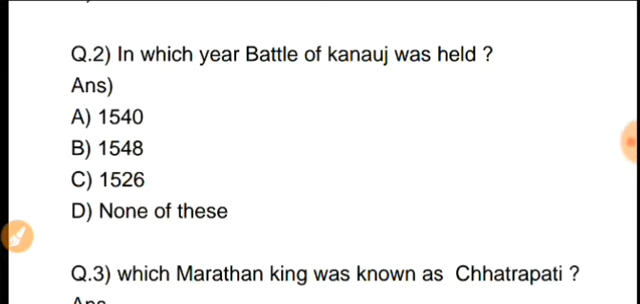 Q.2) In which year Battle of kanauj was held ?
Ans)
A) 1540
B) 1548
C) 1526
D) None of these
Q.3) which Marathan king was known as Chhatrapati ?